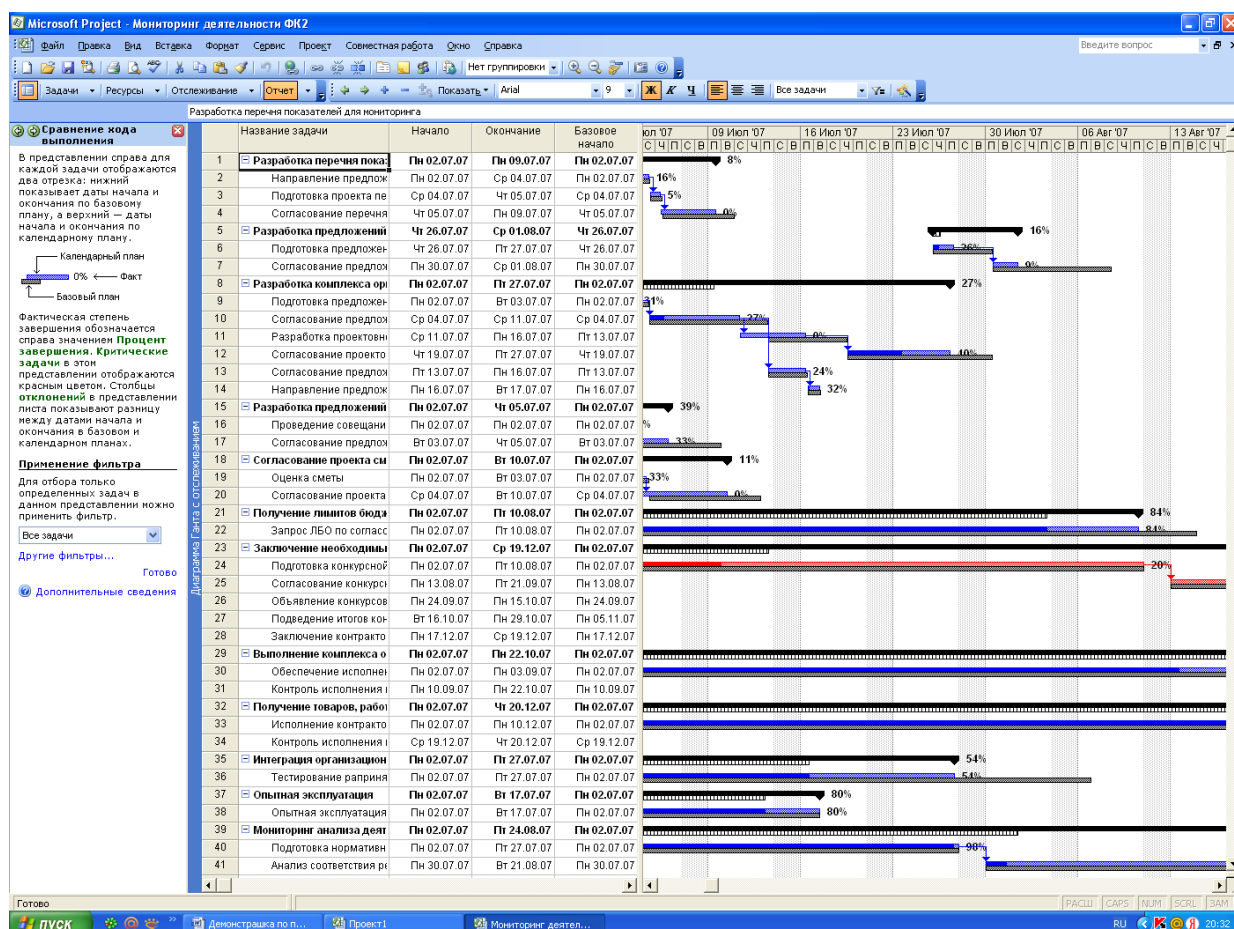 Microsoft Project - Мониторинг деятельности ФК2
Файл Правка Вид Вставка Формат Сервис Проект Совместная работа Окно Справка
Введите вопрос
Нет группировки
Задачи Ресурсы Отслеживание Отчет Показать Arial 9 Ж К Ч Все задачи
Разработка перечня показателей для мониторинга
Сравнение хода
выполнения
В представлении справа для
каждой задачи отображаются
два отрезка: нижний
показывает даты начала и
окончания по базовому
плану, а верхний — даты
начала и окончания по
календарному плану.
Календарный план
0% Факт
Базовый план
Фактическая степень
завершения обозначается
справа значением Процент
завершения. Критические
задачи в этом
представлении отображаются
красным цветом. Столбцы
отклонений в представлении
листа показывают разницу
между датами начала и
окончания в базовом и
календарном планах.
Применение фильтра
Для отбора только
определенных задач в
данном представлении можно
применить фильтр.
Все задачи
Другие фильтры...
Готово
Дополнительные сведения
Диаграмма Ганта с отслеживанием
Название задачи Начало Окончание Базовое начало
юл '07 09 Июл '07 16 Июл '07 23 Июл '07 30 Июл '07 06 Авг '07 13 Авг '07
С Ч П С В П В С Ч П С В П В С Ч П С В П В С Ч П С В П В С Ч П С В П В С Ч П С В П В С Ч
1 Разработка перечня пока: Пн 02.07.07 Пн 09.07.07 Пн 02.07.07 8%
2 Направление предлож Пн 02.07.07 Ср 04.07.07 Пн 02.07.07 16%
3 Подготовка проекта пе Ср 04.07.07 Чт 05.07.07 Ср 04.07.07 5%
4 Согласование перечня Чт 05.07.07 Пн 09.07.07 Чт 05.07.07 0%
5 Разработка предложений Чт 26.07.07 Ср 01.08.07 Чт 26.07.07 16%
6 Подготовка предложен Чт 26.07.07 Пт 27.07.07 Чт 26.07.07 26%
7 Согласование предлож Пн 30.07.07 Ср 01.08.07 Пн 30.07.07 9%
8 Разработка комплекса ор Пн 02.07.07 Пт 27.07.07 Пн 02.07.07 27%
9 Подготовка предложен Пн 02.07.07 Вт 03.07.07 Пн 02.07.07 31%
10 Согласование предлож Ср 04.07.07 Ср 11.07.07 Ср 04.07.07 27%
11 Разработка проектовн Ср 11.07.07 Пн 16.07.07 Пт 13.07.07 0%
12 Согласование проекто Чт 19.07.07 Пт 27.07.07 Чт 19.07.07 40%
13 Согласование предлож Пт 13.07.07 Пн 16.07.07 Пт 13.07.07 24%
14 Направление предлож Пн 16.07.07 Вт 17.07.07 Пн 16.07.07 32%
15 Разработка предложений Пн 02.07.07 Чт 05.07.07 Пн 02.07.07 39%
16 Проведение совещани Пн 02.07.07 Пн 02.07.07 Пн 02.07.07 %
17 Согласование предлож Вт 03.07.07 Чт 05.07.07 Вт 03.07.07 33%
18 Согласование проекта см Пн 02.07.07 Вт 10.07.07 Пн 02.07.07 11%
19 Оценка сметы Пн 02.07.07 Вт 03.07.07 Пн 02.07.07 33%
20 Согласование проекта Ср 04.07.07 Вт 10.07.07 Ср 04.07.07 0%
21 Получение лимитов бюдж Пн 02.07.07 Пт 10.08.07 Пн 02.07.07 84%
22 Запрос ЛБО по согласс Пн 02.07.07 Пт 10.08.07 Пн 02.07.07 84%
23 Заключение необходимы Пн 02.07.07 Ср 19.12.07 Пн 02.07.07
24 Подготовка конкурсной Пн 02.07.07 Пт 10.08.07 Пн 02.07.07 20%
25 Согласование конкурсн Пн 13.08.07 Пт 21.09.07 Пн 13.08.07
26 Объявление конкурсов Пн 24.09.07 Пн 15.10.07 Пн 24.09.07
27 Подведение итогов кон Вт 16.10.07 Пн 29.10.07 Пн 05.11.07
28 Заключение контракто Пн 17.12.07 Ср 19.12.07 Пн 17.12.07
29 Выполнение комплекса о Пн 02.07.07 Пн 22.10.07 Пн 02.07.07
30 Обеспечение исполнен Пн 02.07.07 Пн 03.09.07 Пн 02.07.07
31 Контроль исполнения Пн 10.09.07 Пн 22.10.07 Пн 10.09.07
32 Получение товаров, работ Пн 02.07.07 Чт 20.12.07 Пн 02.07.07
33 Исполнение контракто Пн 02.07.07 Пн 10.12.07 Пн 02.07.07
34 Контроль исполнения Ср 19.12.07 Чт 20.12.07 Ср 19.12.07
35 Интеграция организацион Пн 02.07.07 Пт 27.07.07 Пн 02.07.07 54%
36 Тестирование раприня Пн 02.07.07 Пт 27.07.07 Пн 02.07.07 54%
37 Опытная эксплуатация Пн 02.07.07 Вт 17.07.07 Пн 02.07.07 80%
38 Опытная эксплуатация Пн 02.07.07 Вт 17.07.07 Пн 02.07.07 80%
39 Мониторинг анализа деят Пн 02.07.07 Пт 24.08.07 Пн 02.07.07
40 Подготовка нормативн Пн 02.07.07 Пт 27.07.07 Пн 02.07.07 98%
41 Анализ соответствия ре Пн 30.07.07 Вт 21.08.07 Пн 30.07.07
Готово
РАСШ CAPS NUM SCRL ЗАМ
пуск Демонстрашка по п... Проект1 Мониторинг деятел... RU 20:32